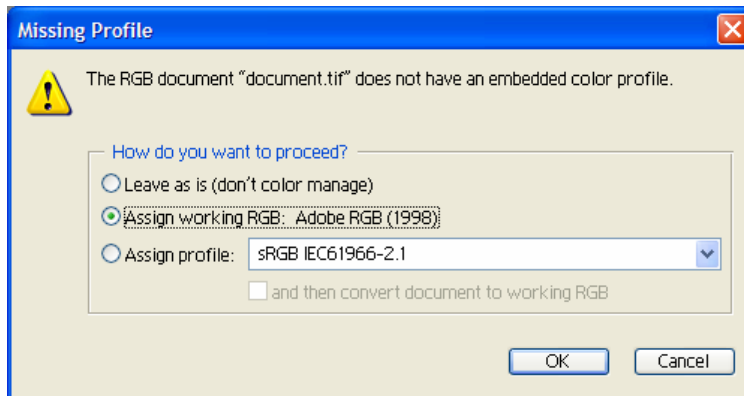 Missing Profile
The RGB document “document.tif” does not have an embedded color profile.
How do you want to proceed?
Leave as is (don't color manage)
Assign working RGB: Adobe RGB (1998)
Assign profile: sRGB IEC61966-2.1
and then convert document to working RGB
OK Cancel